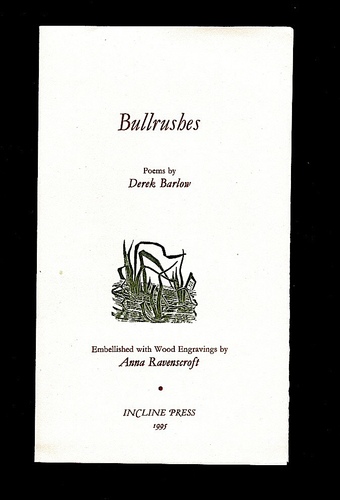 Bullrushes
Poems by
Derek Barlow
Embellished with Wood Engravings by
Anna Ravenscroft
INCLINE PRESS
1995